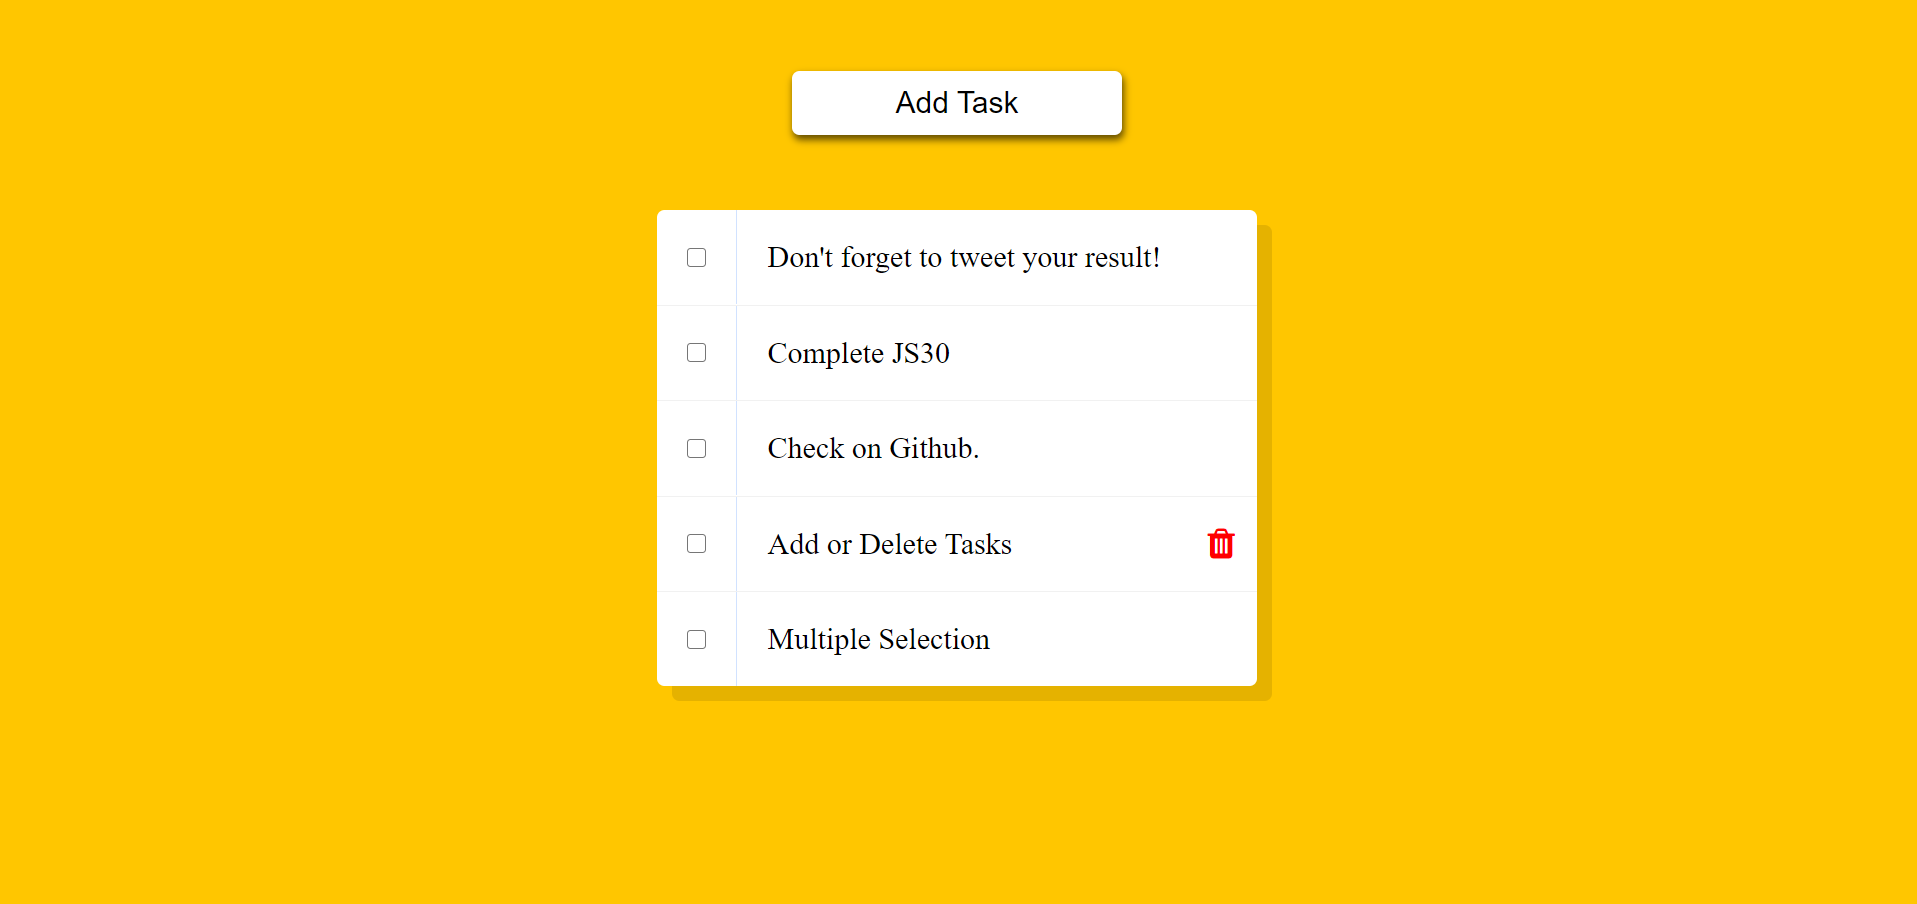 Add Task
Don't forget to tweet your result!
Complete JS30
Check on Github.
Add or Delete Tasks
Multiple Selection